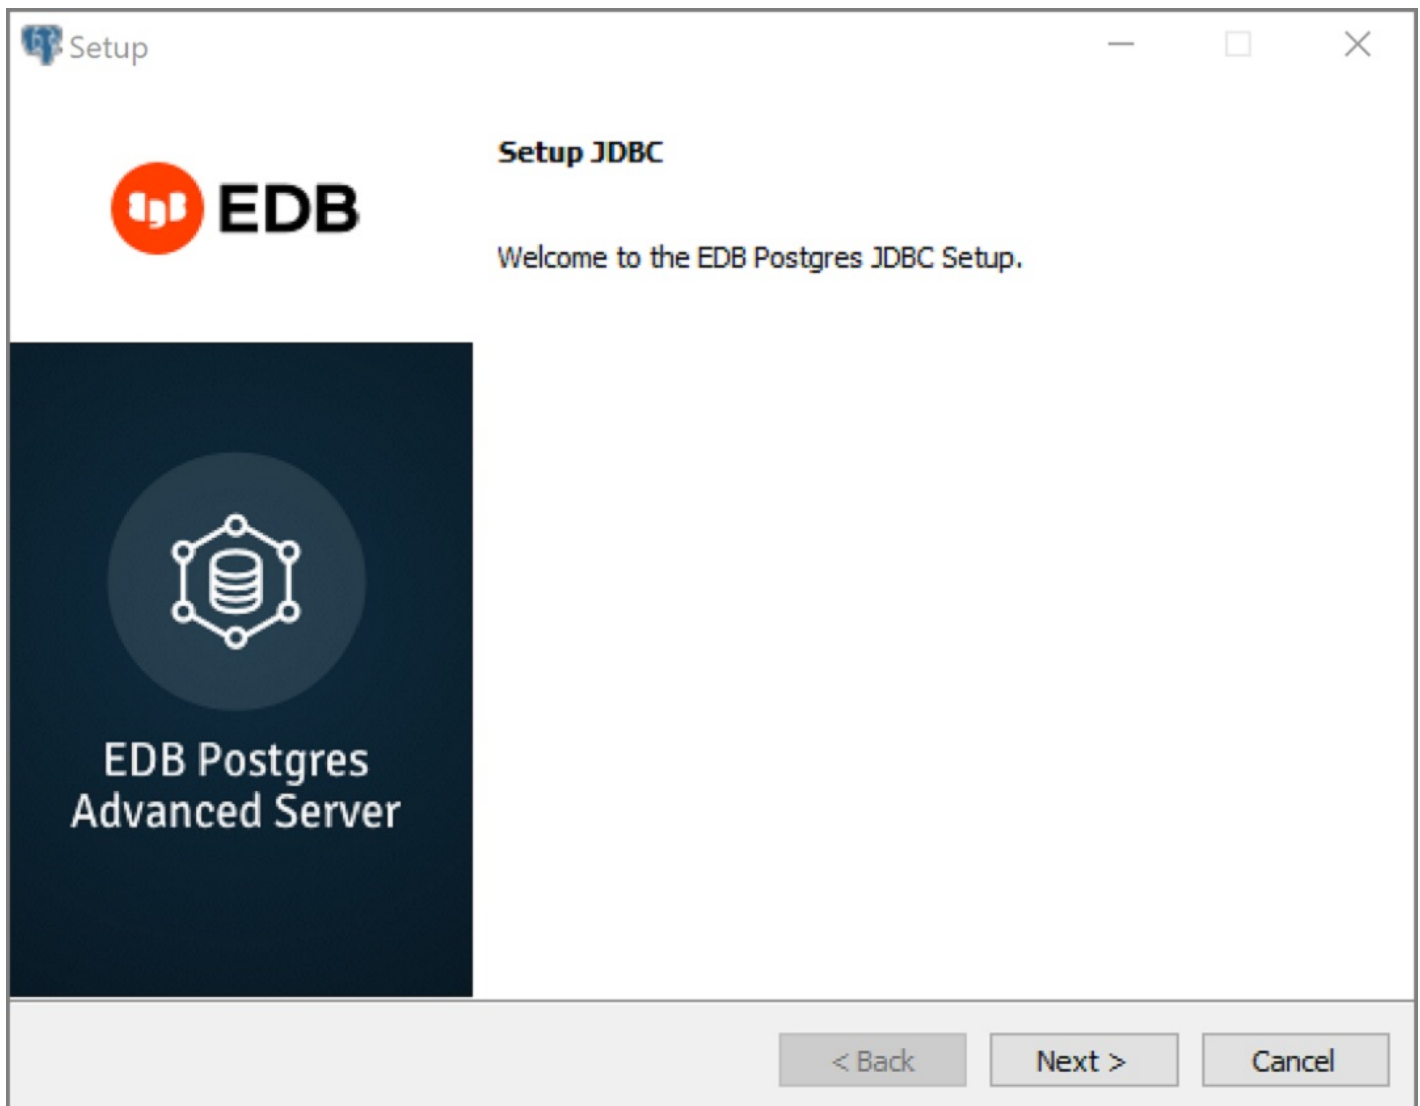 Setup
EDB
Setup JDBC
Welcome to the EDB Postgres JDBC Setup.
EDB Postgres
Advanced Server
< Back
Next >
Cancel